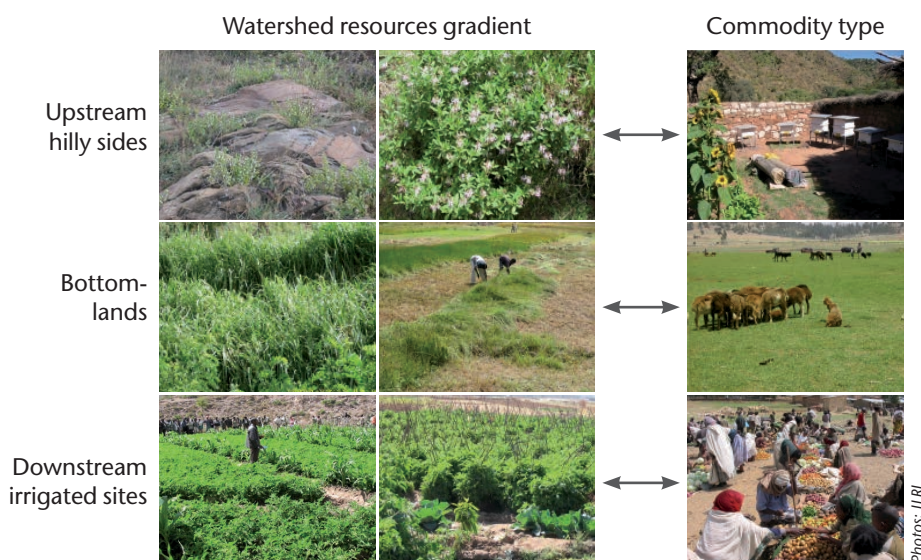 Watershed resources gradient
Commodity type
Upstream
hilly sides
Bottom-
lands
Downstream
irrigated sites
Photos: ILRI